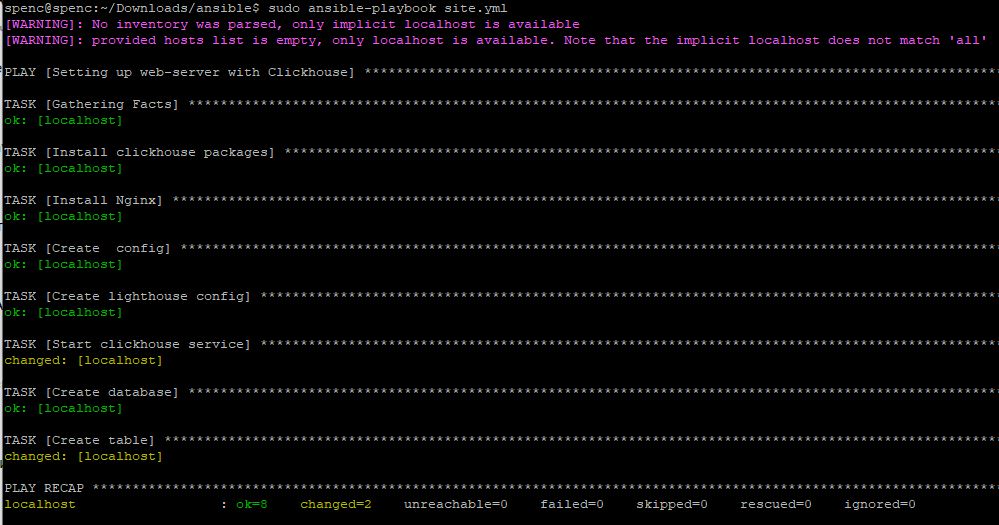 spenc@spenc:~/Downloads/ansible$ sudo ansible-playbook site.yml
[WARNING]: No inventory was parsed, only implicit localhost is available
[WARNING]: provided hosts list is empty, only localhost is available. Note that the implicit localhost does not match 'all'
PLAY [Setting up web-server with Clickhouse] *******************************************************************************
TASK [Gathering Facts] *****************************************************************************************************
ok: [localhost]
TASK [Install clickhouse packages] *****************************************************************************************
ok: [localhost]
TASK [Install Nginx] *******************************************************************************************************
ok: [localhost]
TASK [Create  config] ******************************************************************************************************
ok: [localhost]
TASK [Create lighthouse config] ********************************************************************************************
ok: [localhost]
TASK [Start clickhouse service] ********************************************************************************************
changed: [localhost]
TASK [Create database] *****************************************************************************************************
ok: [localhost]
TASK [Create table] ********************************************************************************************************
changed: [localhost]
PLAY RECAP *****************************************************************************************************************
localhost                  : ok=8    changed=2    unreachable=0    failed=0    skipped=0    rescued=0    ignored=0